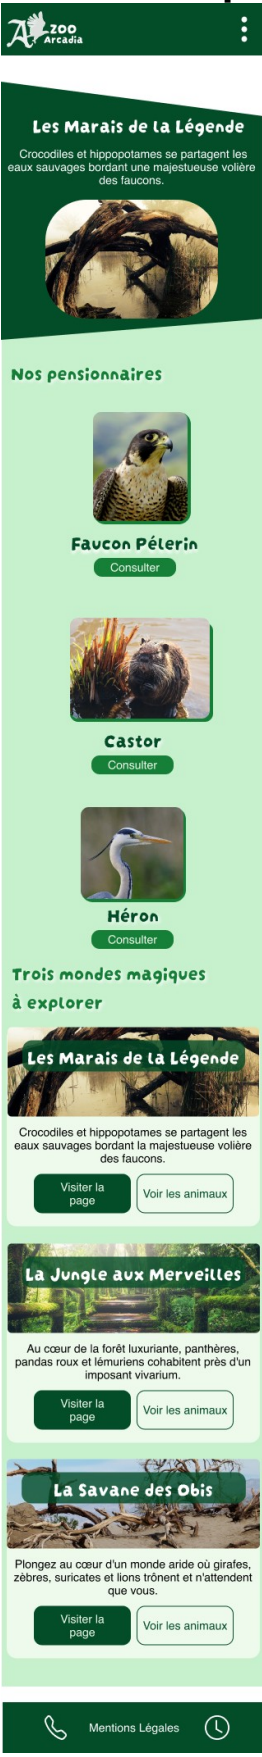 ZOO
Arcadia
Les Marais de la Légende
Crocodiles et hippopotames se partagent les
eaux sauvages bordant une majestueuse volière
des faucons.
Nos pensionnaires
Faucon Pélerin
Consulter
Castor
Consulter
Héron
Consulter
Trois mondes magiques
à explorer
Les Marais de la Légende
Crocodiles et hippopotames se partagent les
eaux sauvages bordant la majestueuse volière
des faucons.
Visiter la
page
Voir les animaux
La Jungle aux Merveilles
Au cœur de la forêt luxuriante, panthères,
pandas roux et lémuriens cohabitent près d'un
imposant vivarium.
Visiter la
page
Voir les animaux
La Savane des Obis
Plongez au cœur d'un monde aride où girafes,
zèbres, suricates et lions trônent et n'attendent
que vous.
Visiter la
page
Voir les animaux
Mentions Légales